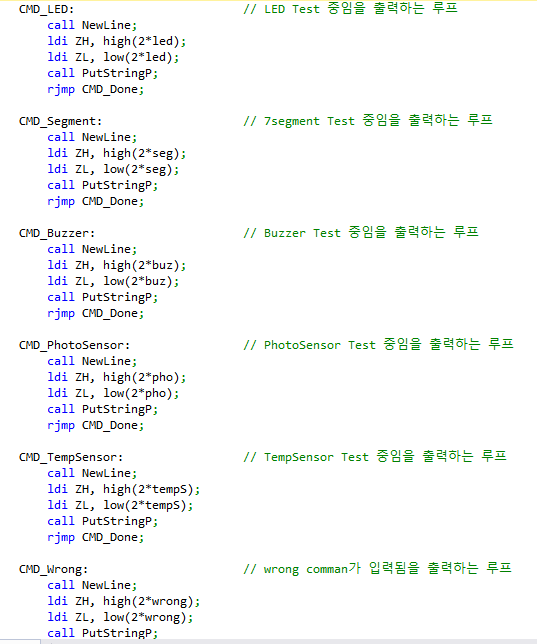 CMD_LED: // LED Test 중임을 출력하는 루프
call NewLine;
ldi ZH, high(2*led);
ldi ZL, low(2*led);
call PutStringP;
rjmp CMD_Done;
CMD_Segment: // 7segment Test 중임을 출력하는 루프
call NewLine;
ldi ZH, high(2*seg);
ldi ZL, low(2*seg);
call PutStringP;
rjmp CMD_Done;
CMD_Buzzer: // Buzzer Test 중임을 출력하는 루프
call NewLine;
ldi ZH, high(2*buz);
ldi ZL, low(2*buz);
call PutStringP;
rjmp CMD_Done;
CMD_PhotoSensor: // PhotoSensor Test 중임을 출력하는 루프
call NewLine;
ldi ZH, high(2*pho);
ldi ZL, low(2*pho);
call PutStringP;
rjmp CMD_Done;
CMD_TempSensor: // TempSensor Test 중임을 출력하는 루프
call NewLine;
ldi ZH, high(2*tempS);
ldi ZL, low(2*tempS);
call PutStringP;
rjmp CMD_Done;
CMD_Wrong: // wrong comman가 입력됨을 출력하는 루프
call NewLine;
ldi ZH, high(2*wrong);
ldi ZL, low(2*wrong);
call PutStringP;